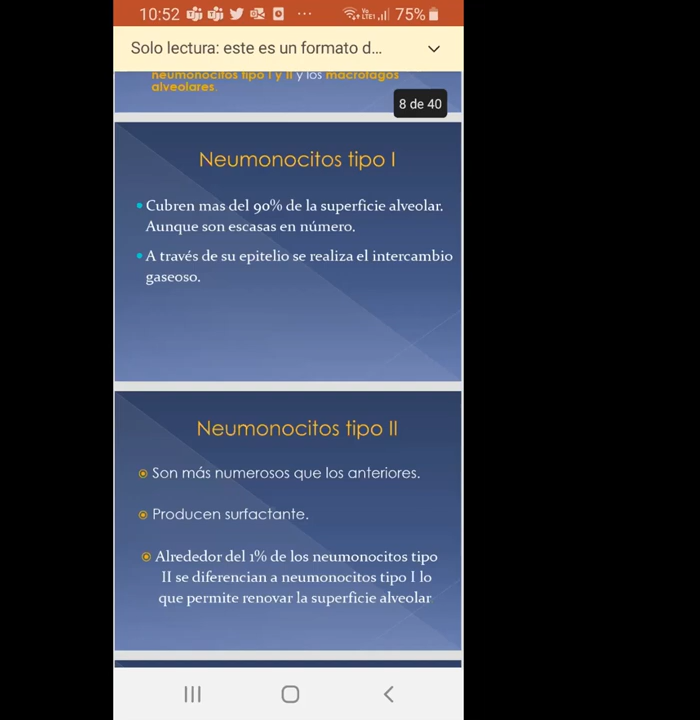 10:52 ... Vo LTE1 75%
Solo lectura: este es un formato d...
neumonocitos tipo I y II y los macrófagos
alveolares.
8 de 40
Neumonocitos tipo I
• Cubren mas del 90% de la superficie alveolar.
Aunque son escasas en número.
• A través de su epitelio se realiza el intercambio
gaseoso.
Neumonocitos tipo II
Son más numerosos que los anteriores.
Producen surfactante.
Alrededor del 1% de los neumonocitos tipo
II se diferencian a neumonocitos tipo I lo
que permite renovar la superficie alveolar